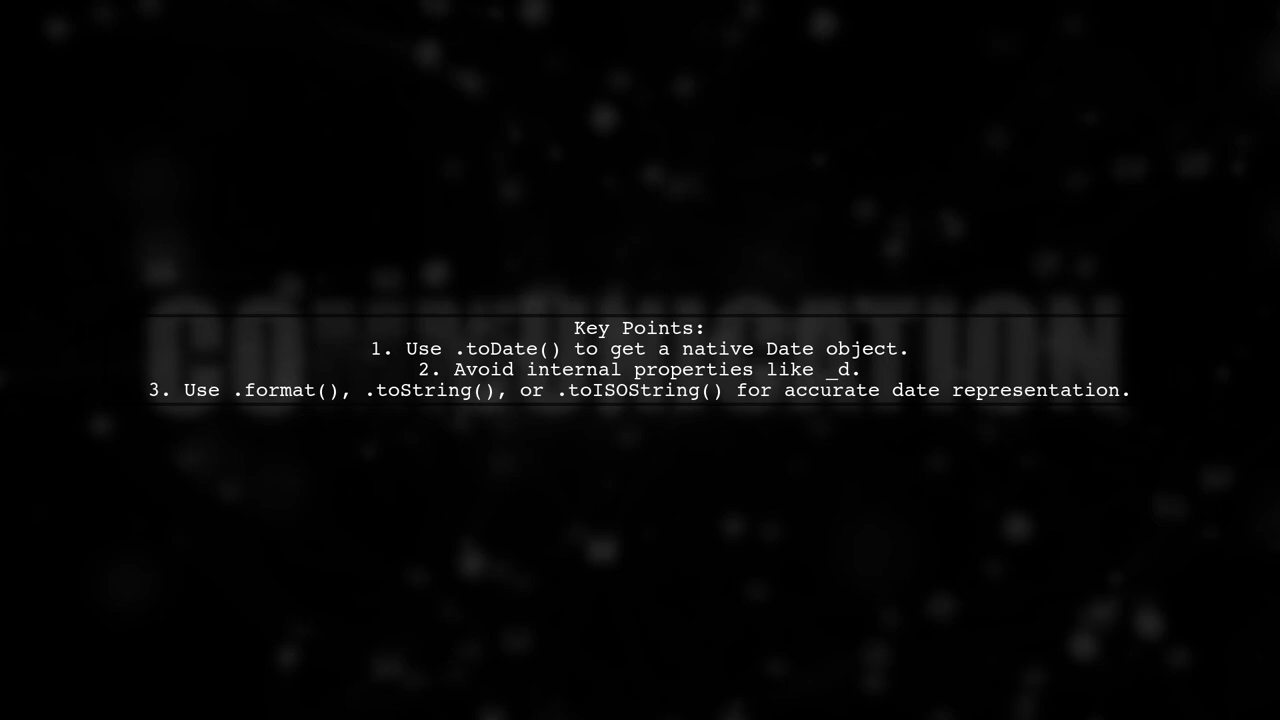 Key Points:
1. Use .toDate() to get a native Date object.
2. Avoid internal properties like _d.
3. Use .format(), .toString(), or .toISOString() for accurate date representation.